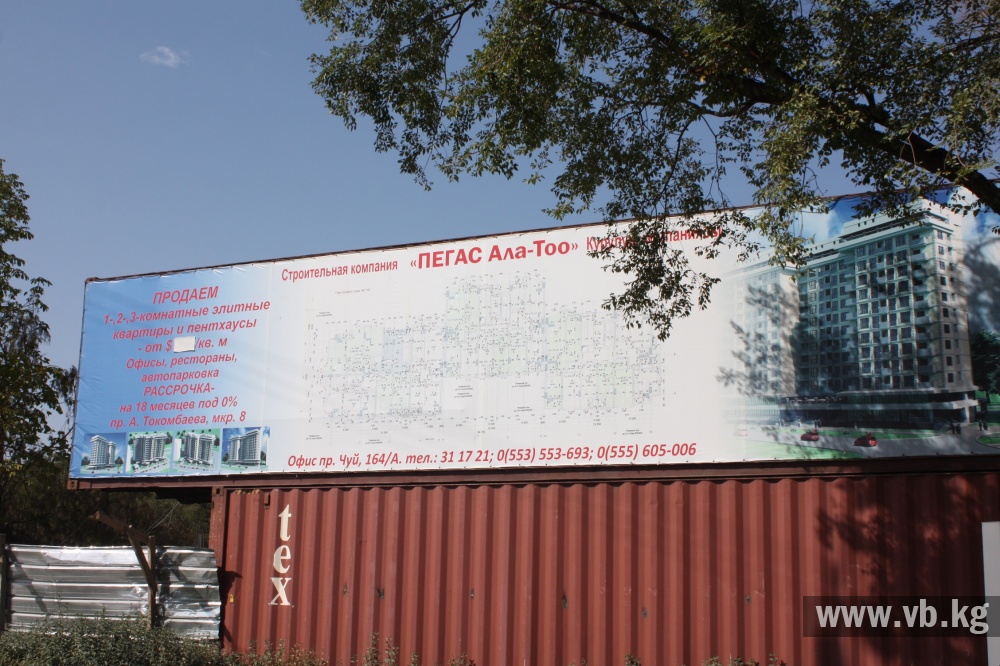 Строительная компания «ПЕГАС Ала-Тоо»
ПРОДАЕМ
1-,2-,3-комнатные элитные
квартиры и пентхаусы
- от $ /кв. м
Офисы, рестораны,
автопарковка
РАССРОЧКА-
на 18 месяцев под 0%
пр. А. Токомбаева, мкр. 8
Офис пр. Чуй, 164/А. тел.: 31 17 21; 0(553) 553-693; 0(555) 605-006
tex
www.vb.kg